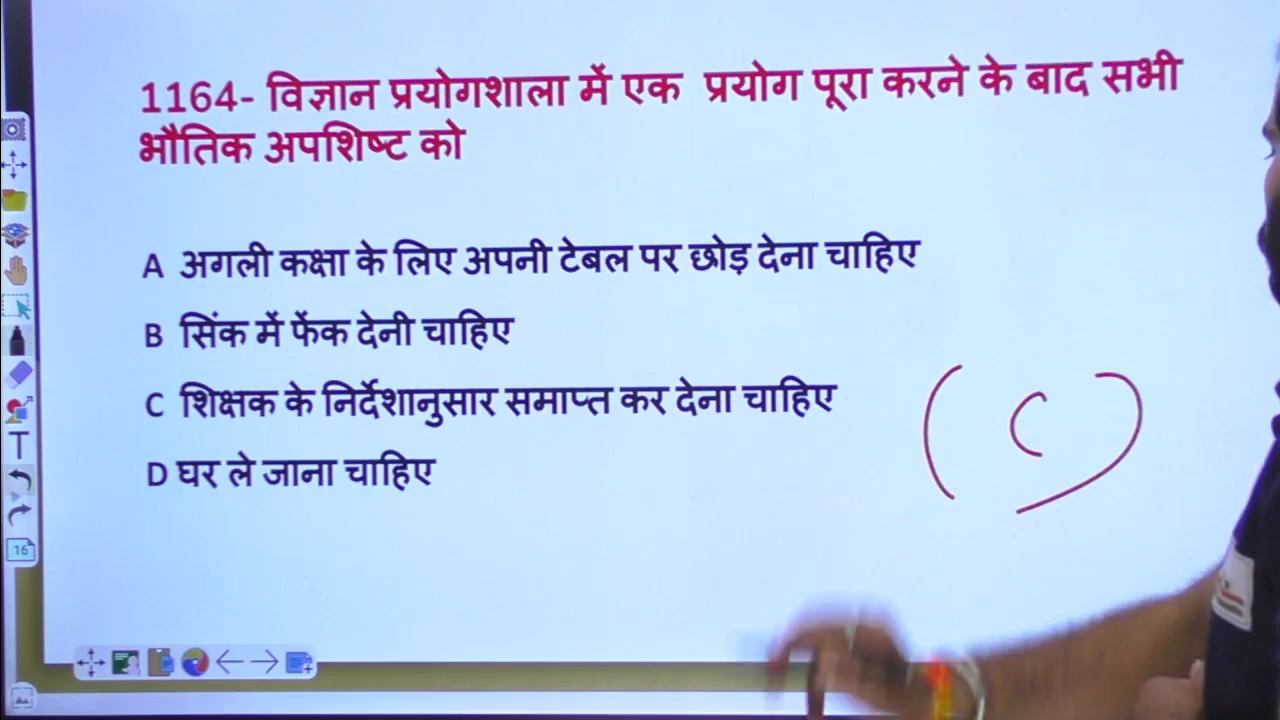 1164- विज्ञान प्रयोगशाला में एक प्रयोग पूरा करने के बाद सभी
भौतिक अपशिष्ट को
A अगली कक्षा के लिए अपनी टेबल पर छोड़ देना चाहिए
B सिंक में फेंक देनी चाहिए
C शिक्षक के निर्देशानुसार समाप्त कर देना चाहिए
(C)
D घर ले जाना चाहिए
T
16